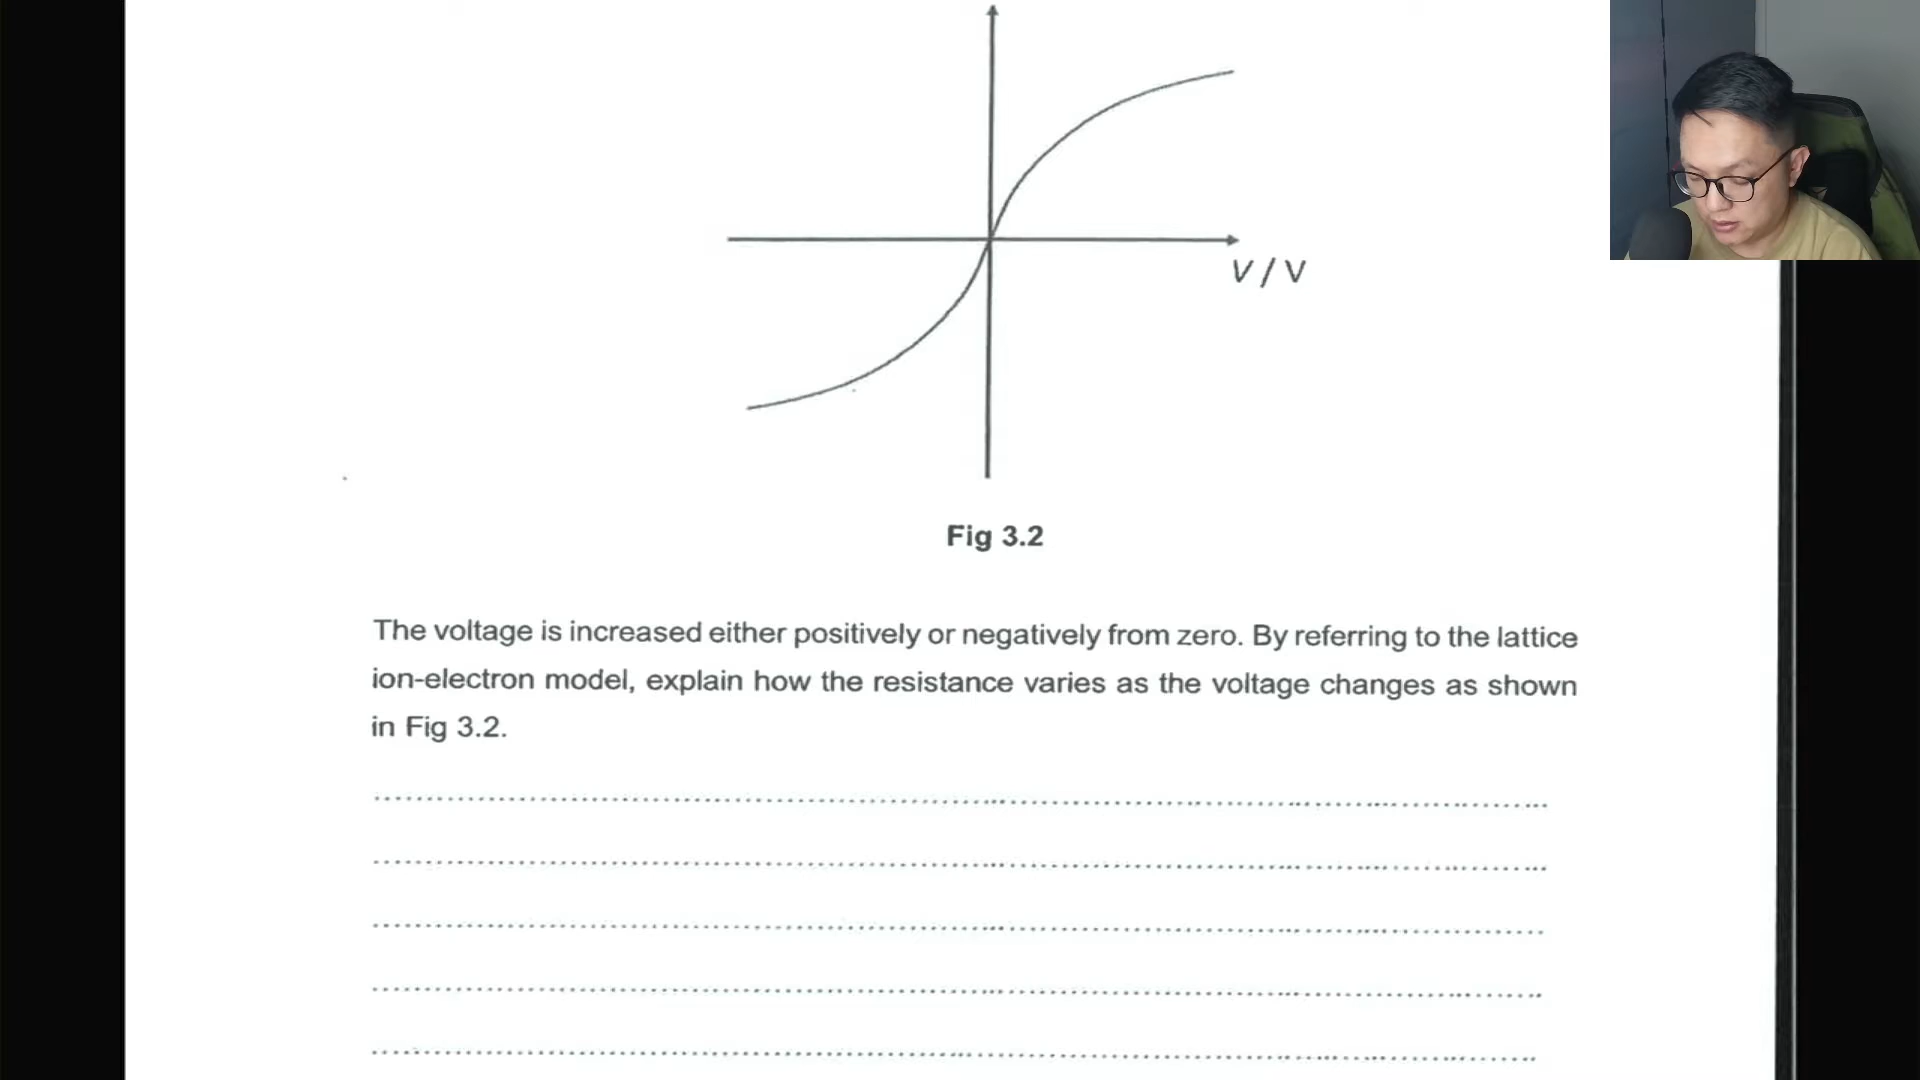 V / V
Fig 3.2
The voltage is increased either positively or negatively from zero. By referring to the lattice
ion-electron model, explain how the resistance varies as the voltage changes as shown
in Fig 3.2.